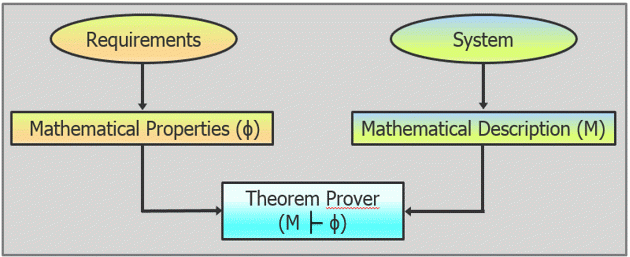 Requirements
System
Mathematical Properties (ϕ)
Mathematical Description (M)
Theorem Prover
(M ├ ϕ)